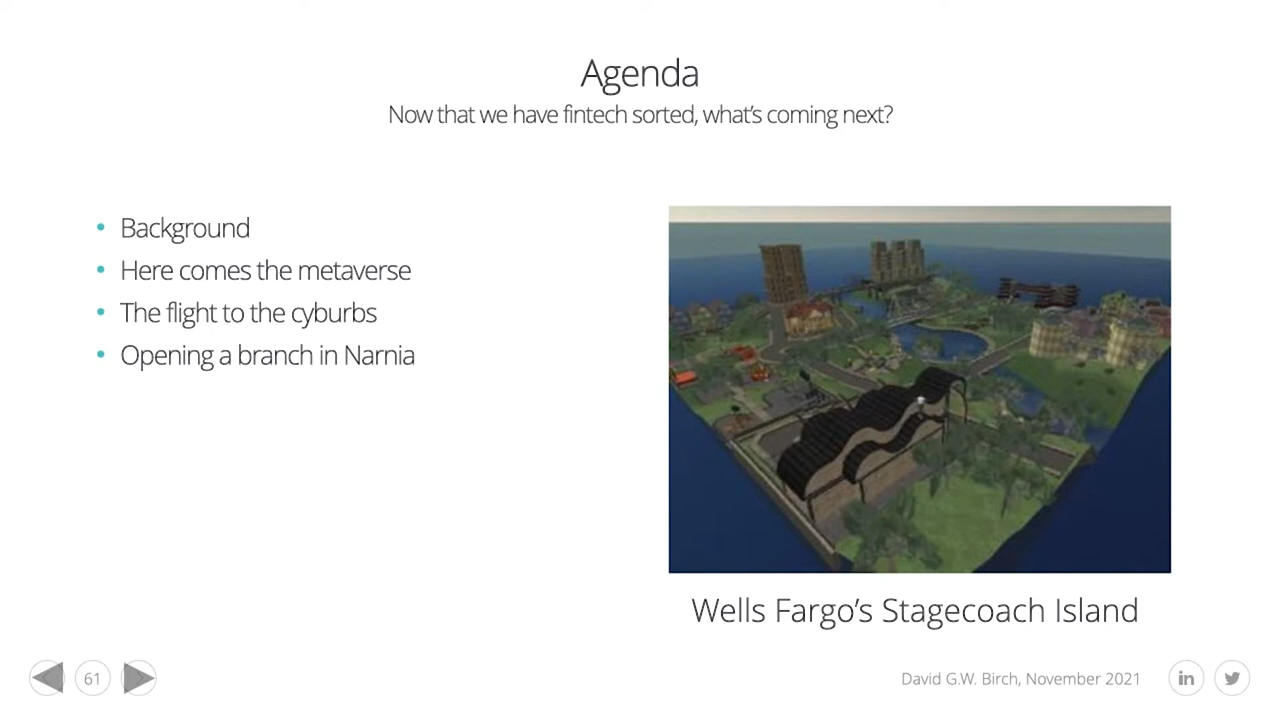 Agenda
Now that we have fintech sorted, what's coming next?
• Background
• Here comes the metaverse
• The flight to the cyburbs
• Opening a branch in Narnia
Wells Fargo's Stagecoach Island
61
David G.W. Birch, November 2021
in